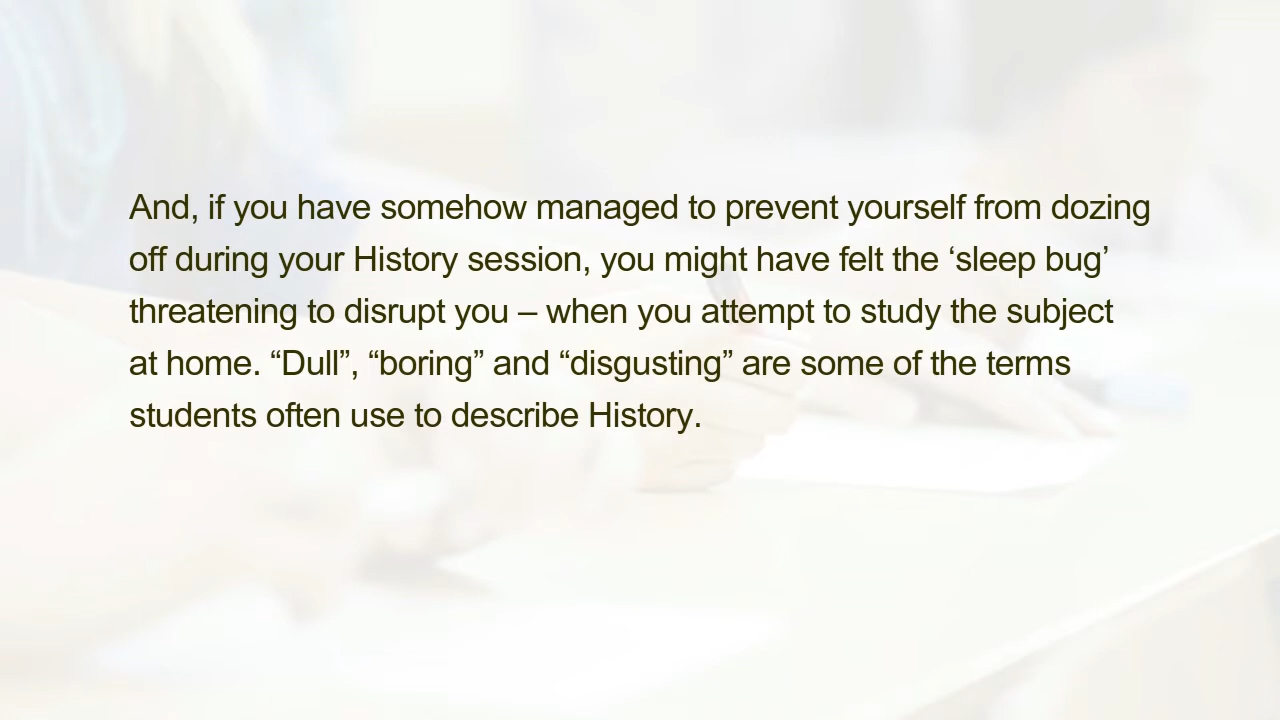 And, if you have somehow managed to prevent yourself from dozing
off during your History session, you might have felt the ‘sleep bug’
threatening to disrupt you – when you attempt to study the subject
at home. “Dull”, “boring” and “disgusting” are some of the terms
students often use to describe History.